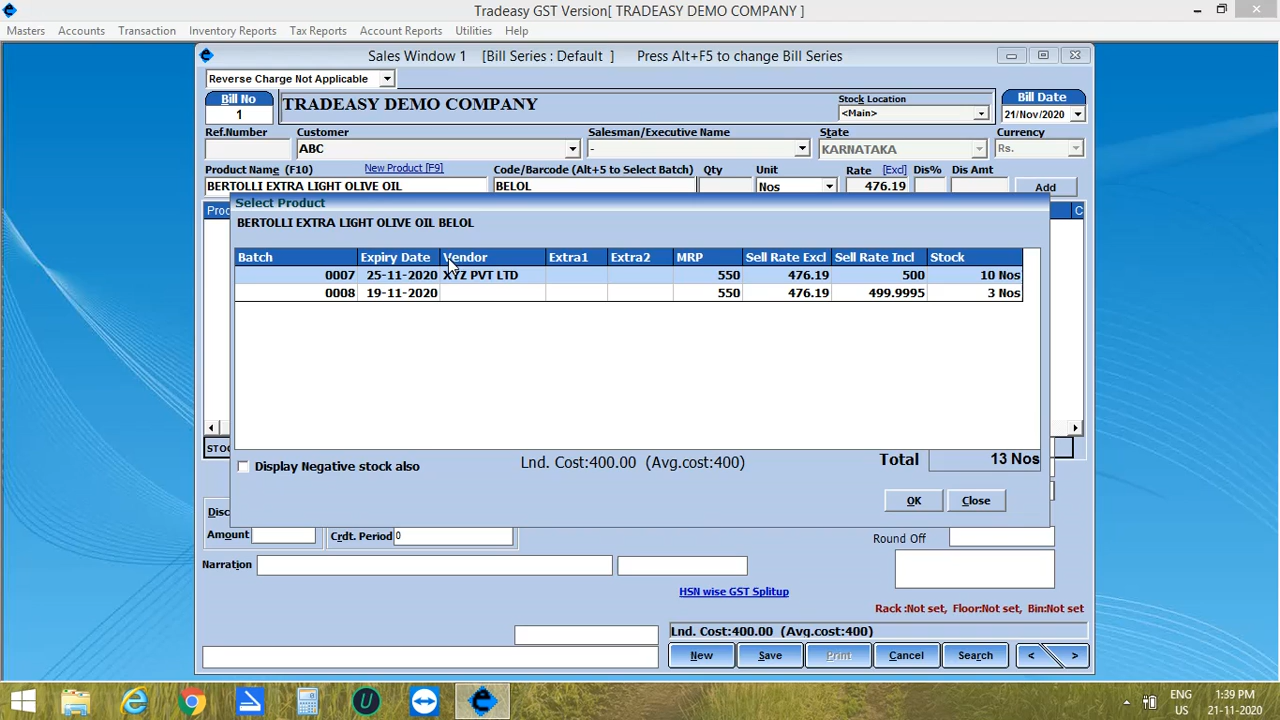 Tradeasy GST Version[ TRADEASY DEMO COMPANY ]
Masters Accounts Transaction Inventory Reports Tax Reports Account Reports Utilities Help
Sales Window 1 [Bill Series : Default ] Press Alt+F5 to change Bill Series
Reverse Charge Not Applicable
Bill No TRADEASY DEMO COMPANY Stock Location Bill Date
1 <Main> 21/Nov/2020
Ref.Number Customer Salesman/Executive Name State Currency
ABC - KARNATAKA Rs.
Product Name (F10) New Product [F9] Code/Barcode (Alt+5 to Select Batch) Qty Unit Rate [Excl] Dis% Dis Amt
BERTOLLI EXTRA LIGHT OLIVE OIL BELOL Nos 476.19 Add
Select Product
BERTOLLI EXTRA LIGHT OLIVE OIL BELOL
Batch Expiry Date Vendor Extra1 Extra2 MRP Sell Rate Excl Sell Rate Incl Stock
0007 25-11-2020 XYZ PVT LTD 550 476.19 500 10 Nos
0008 19-11-2020 550 476.19 499.9995 3 Nos
Display Negative stock also Lnd. Cost:400.00 (Avg.cost:400) Total 13 Nos
OK Close
Amount Crdt. Period 0 Round Off
Narration
HSN wise GST Splitup
Rack :Not set, Floor:Not set, Bin:Not set
Lnd. Cost:400.00 (Avg.cost:400)
New Save Print Cancel Search < >
ENG 1:39 PM
US 21-11-2020